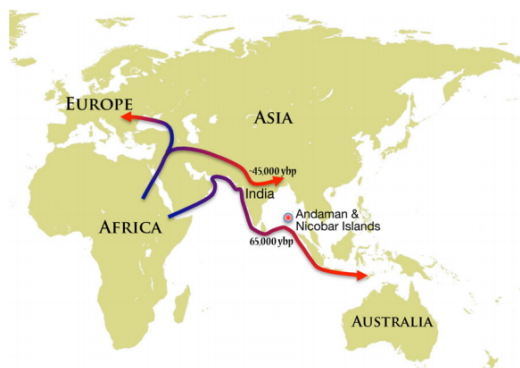 EUROPE
ASIA
~45,000 ybp
India
Andaman &
Nicobar Islands
AFRICA
65,000 ybp
AUSTRALIA